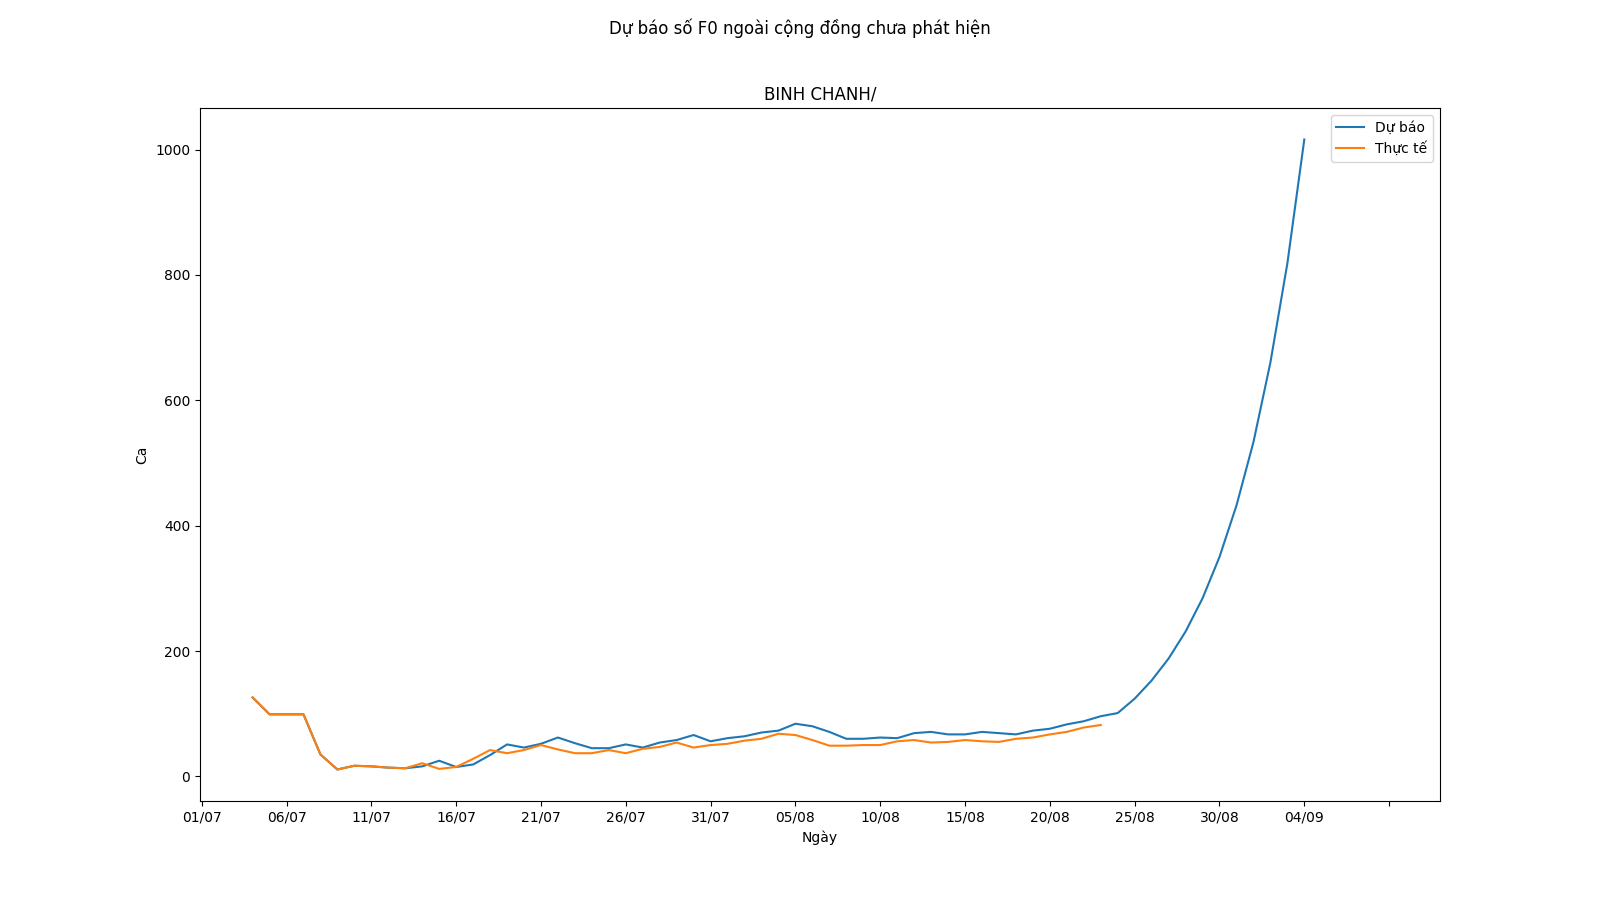 Dự báo số F0 ngoài cộng đồng chưa phát hiện
BINH CHANH/
Dự báo
Thực tế
1000
800
600
400
200
0
Ca
01/07 06/07 11/07 16/07 21/07 26/07 31/07 05/08 10/08 15/08 20/08 25/08 30/08 04/09
Ngày